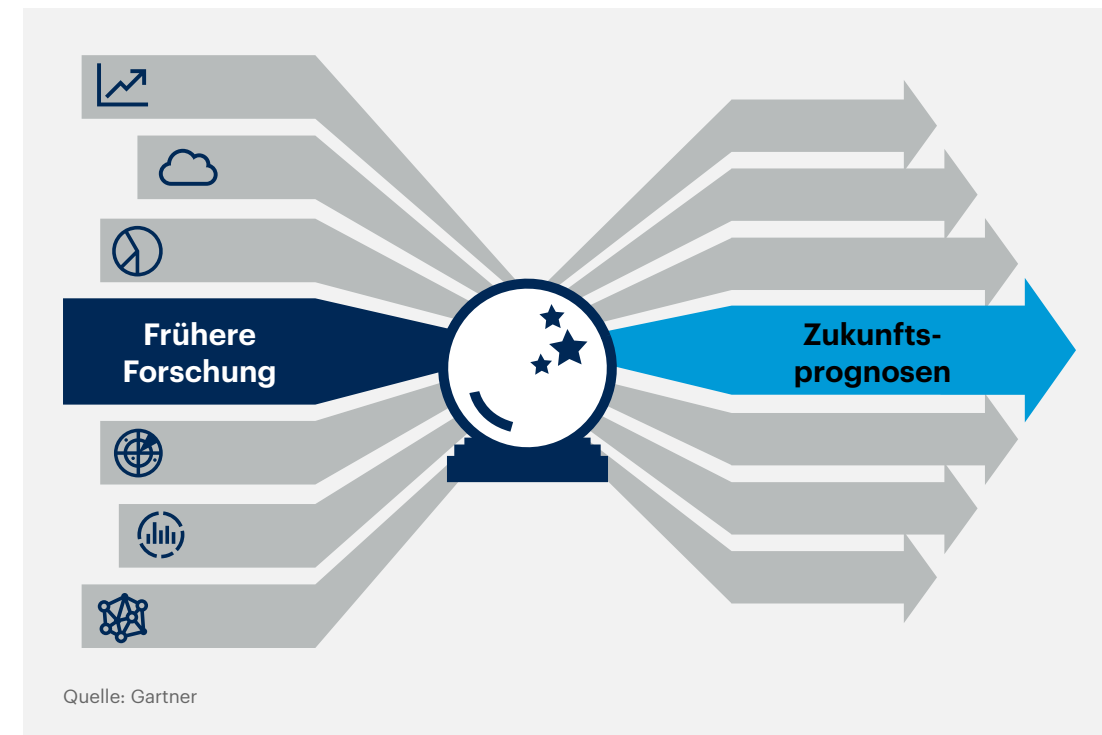 Frühere
Forschung
Zukunfts-
prognosen
Quelle: Gartner